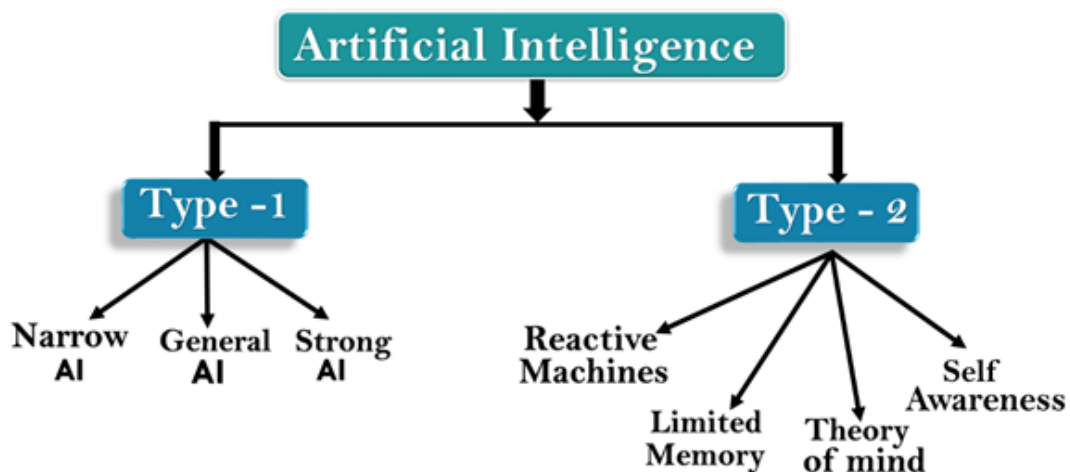 Artificial Intelligence
Type -1
Type - 2
Narrow
AI
General
AI
Strong
AI
Reactive
Machines
Limited
Memory
Theory
of mind
Self
Awareness